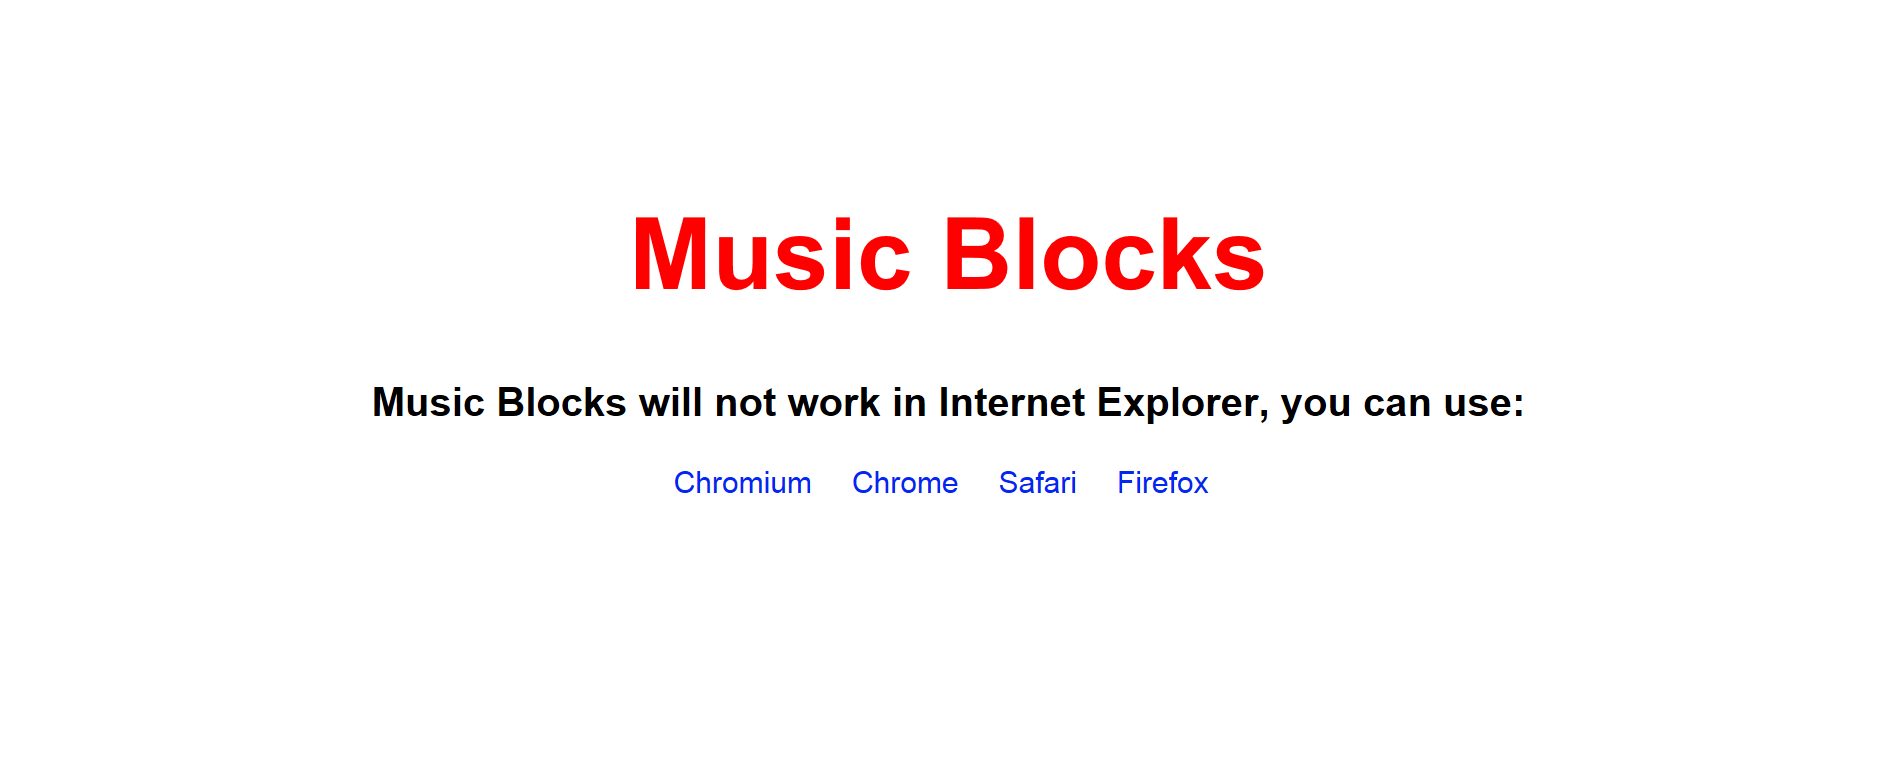 Music Blocks
Music Blocks will not work in Internet Explorer, you can use:
Chromium Chrome Safari Firefox